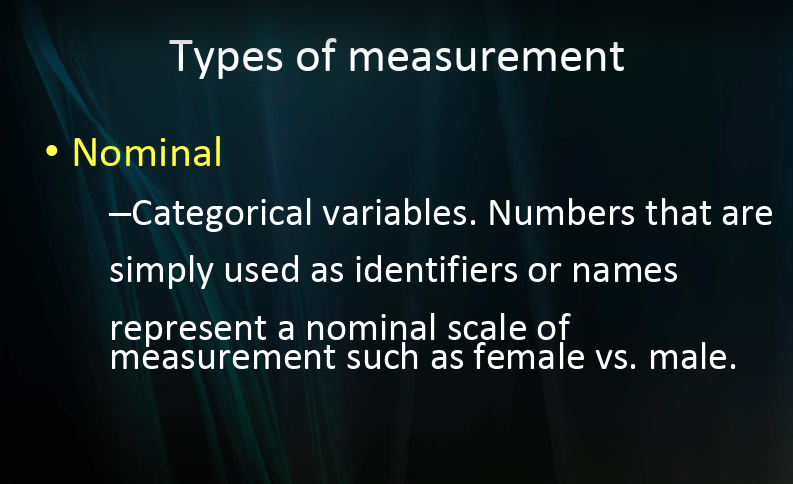 Types of measurement
• Nominal
–Categorical variables. Numbers that are
simply used as identifiers or names
represent a nominal scale of
measurement such as female vs. male.